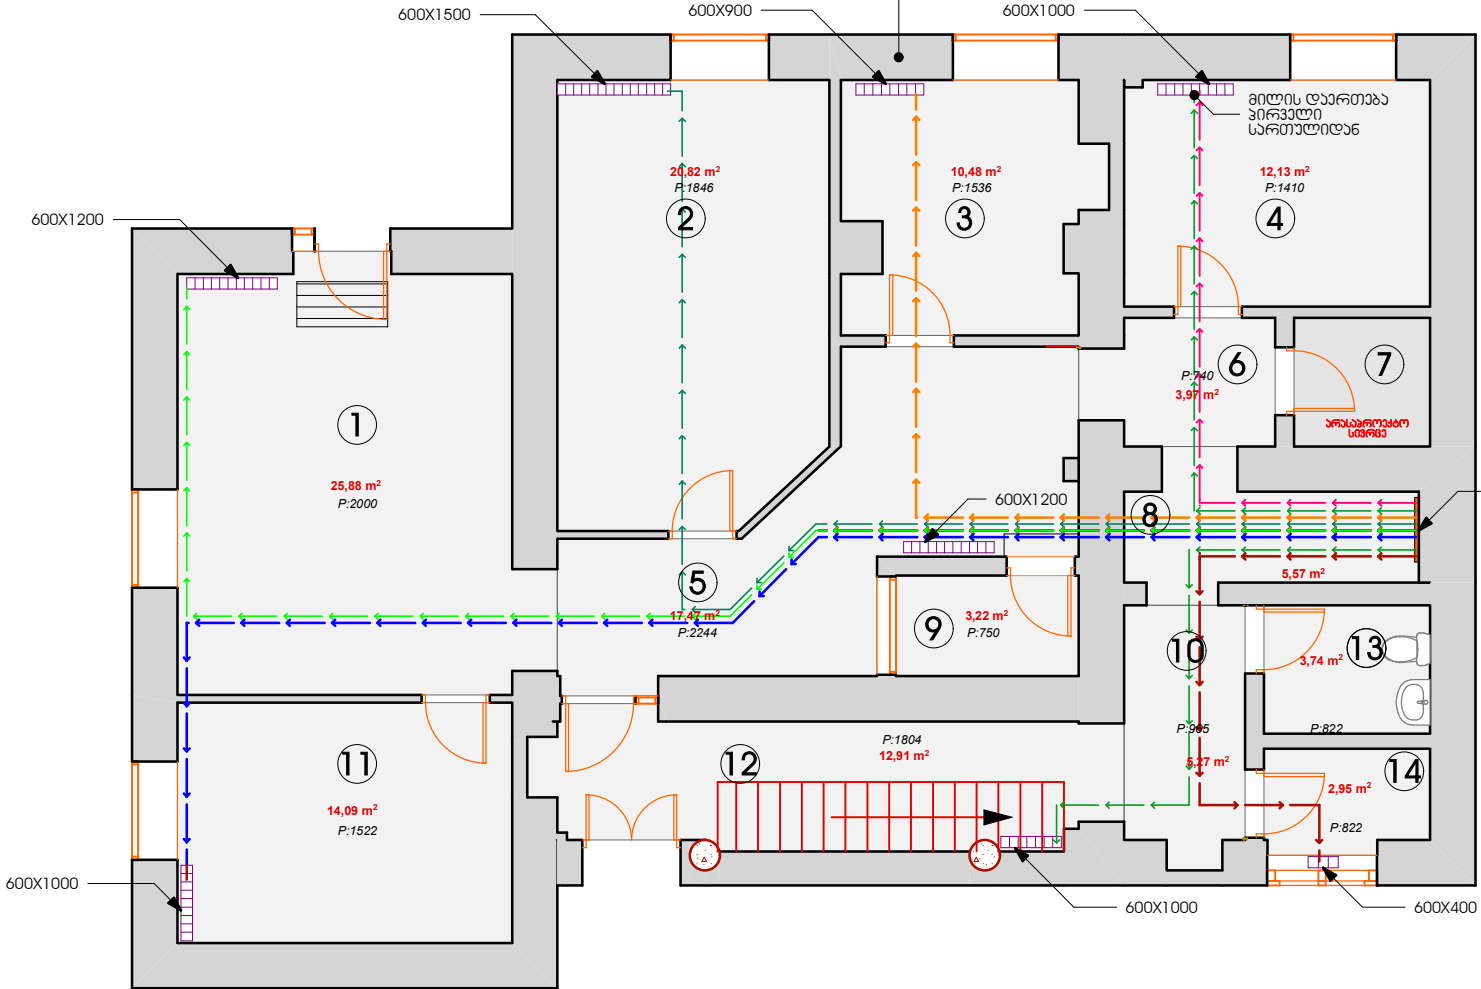 600X1500
600X900
600X1000
მილის დაერთება
პირველი
სართულიდან
20,82 m²
P:1846
2
10,48 m²
P:1536
3
12,13 m²
P:1410
4
600X1200
1
25,88 m²
P:2000
6
P:740
3,97 m²
7
არასაპროექტო
სივრცე
600X1200
8
5,57 m²
5
17,47 m²
P:2244
9
3,22 m²
P:750
10
13
3,74 m²
P:822
P:965
5,27 m²
11
14,09 m²
P:1522
12
P:1804
12,91 m²
14
2,95 m²
P:822
600X1000
600X1000
600X400